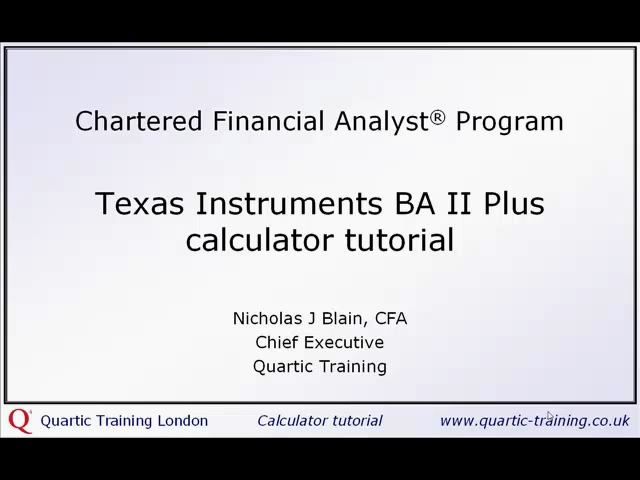 Chartered Financial Analyst® Program
Texas Instruments BA II Plus
calculator tutorial
Nicholas J Blain, CFA
Chief Executive
Quartic Training
Q Quartic Training London Calculator tutorial www.quartic-training.co.uk